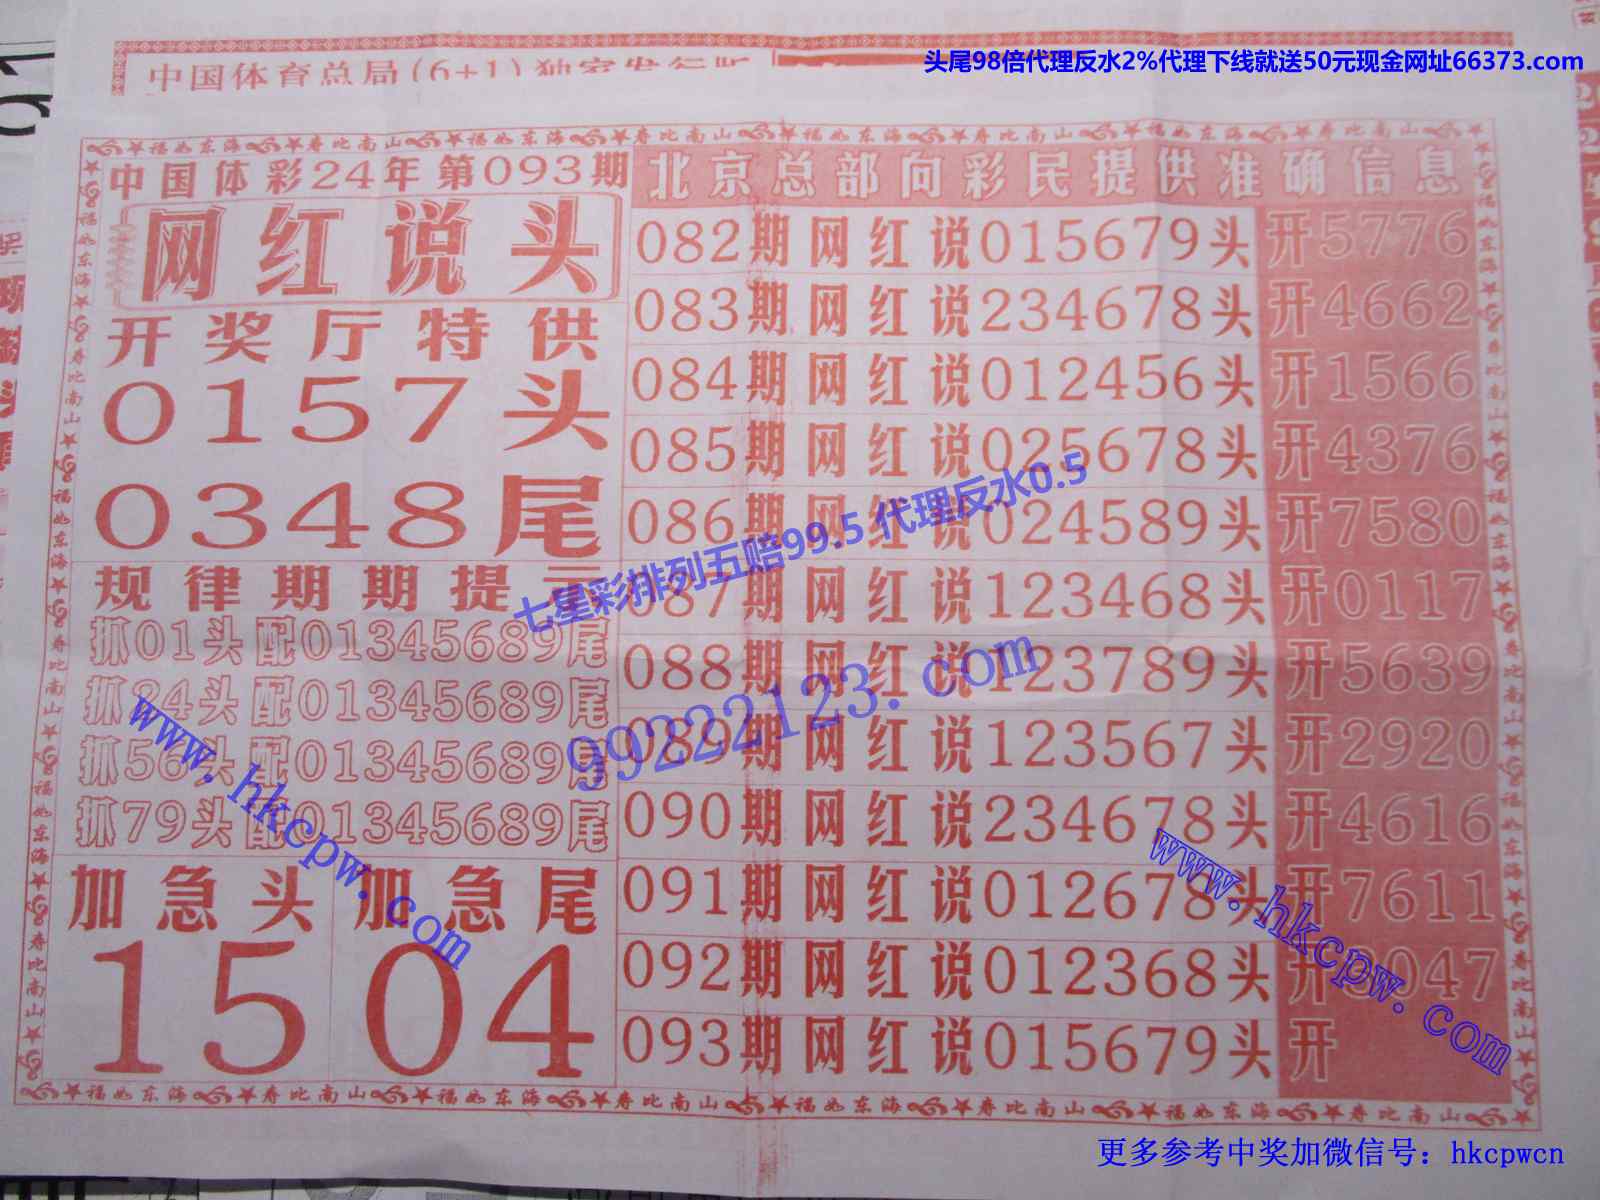 头尾98倍代理反水2%代理下线就送50元现金网址66373.com
中国体育总局(6+1)独家发行版
中国体彩24年第093期
网红说头
开奖厅特供
0157头
0348尾
规律期期提示
抓01头配01345689尾
抓24头配01345689尾
抓56头配01345689尾
抓79头配01345689尾
加急头
15
加急尾
04
北京总部向彩民提供准确信息
082期网红说015679头开5776
083期网红说234678头开4662
084期网红说012456头开1566
085期网红说025678头开4376
086期网红说024589头开7580
087期网红说123468头开0117
088期网红说123789头开5639
089期网红说123567头开2920
090期网红说234678头开4616
091期网红说012678头开7611
092期网红说012368头开3047
093期网红说015679头开
七星彩排列五赔99.5 代理反水0.5
99222123.com
www.hkcpw.com
www.hkcpw.com
福如东海 寿比南山
更多参考中奖加微信号：hkcpwcn